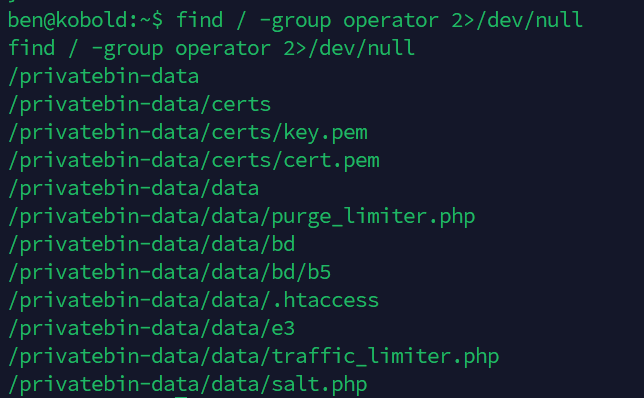 ben@kobold:~$ find / -group operator 2>/dev/null
find / -group operator 2>/dev/null
/privatebin-data
/privatebin-data/certs
/privatebin-data/certs/key.pem
/privatebin-data/certs/cert.pem
/privatebin-data/data
/privatebin-data/data/purge_limiter.php
/privatebin-data/data/bd
/privatebin-data/data/bd/b5
/privatebin-data/data/.htaccess
/privatebin-data/data/e3
/privatebin-data/data/traffic_limiter.php
/privatebin-data/data/salt.php